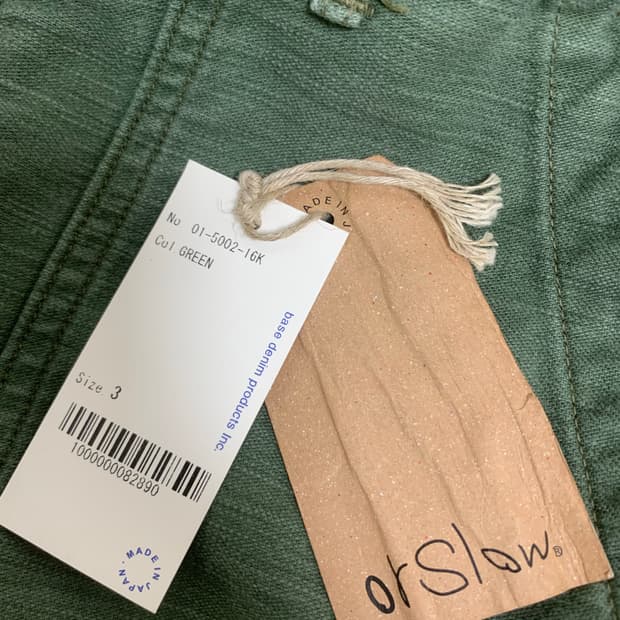 No 01-5002-16K
Col.GREEN
base denim products Inc.
Size 3
1000000082890
MADE IN JAPAN.
MADE IN J
orSlow®